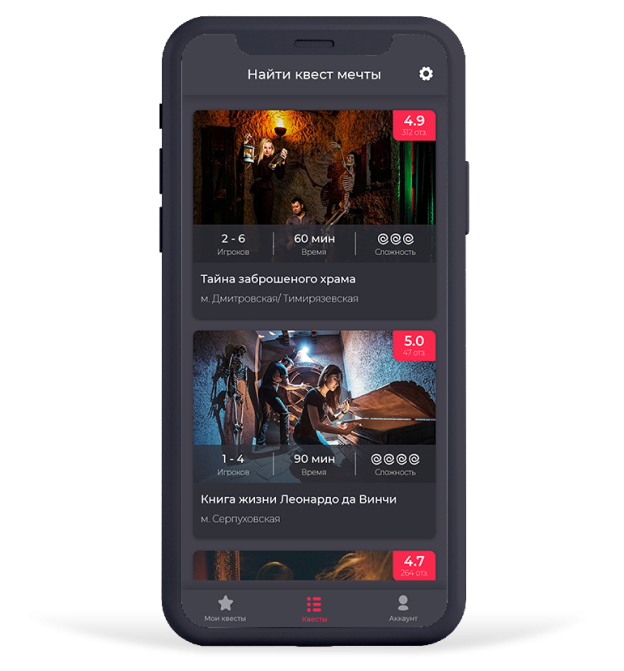 Найти квест мечты
4.9
312 отз.
2 - 6
60 мин
Игроков
Время
Сложность
Тайна заброшеного храма
м. Дмитровская/ Тимирязевская
5.0
47 отз.
1 - 4
90 мин
Игроков
Время
Сложность
Книга жизни Леонардо да Винчи
м. Серпуховская
4.7
264 отз.
Мои квесты
Квесты
Аккаунт